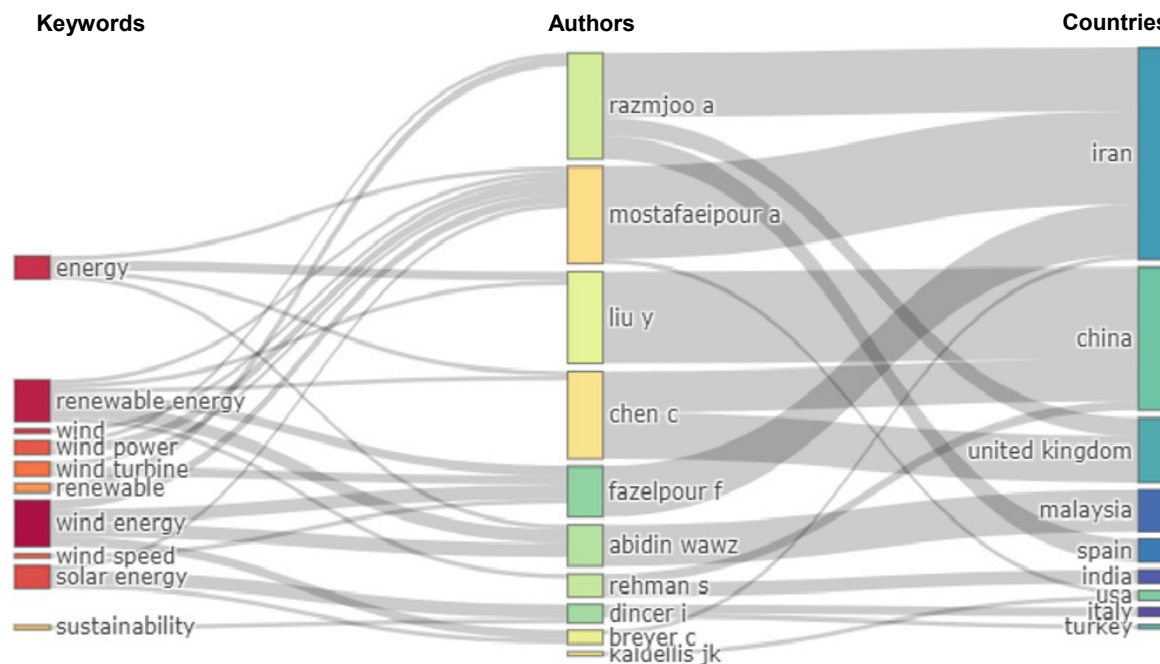 Keywords
Authors
Countries
energy
renewable energy
wind
wind power
wind turbine
renewable
wind energy
wind speed
solar energy
sustainability
razmjoo a
mostafaeipour a
liu y
chen c
fazelpour f
abidin wawz
rehman s
dincer i
breyer c
kaldellis jk
iran
china
united kingdom
malaysia
spain
india
usa
italy
turkey